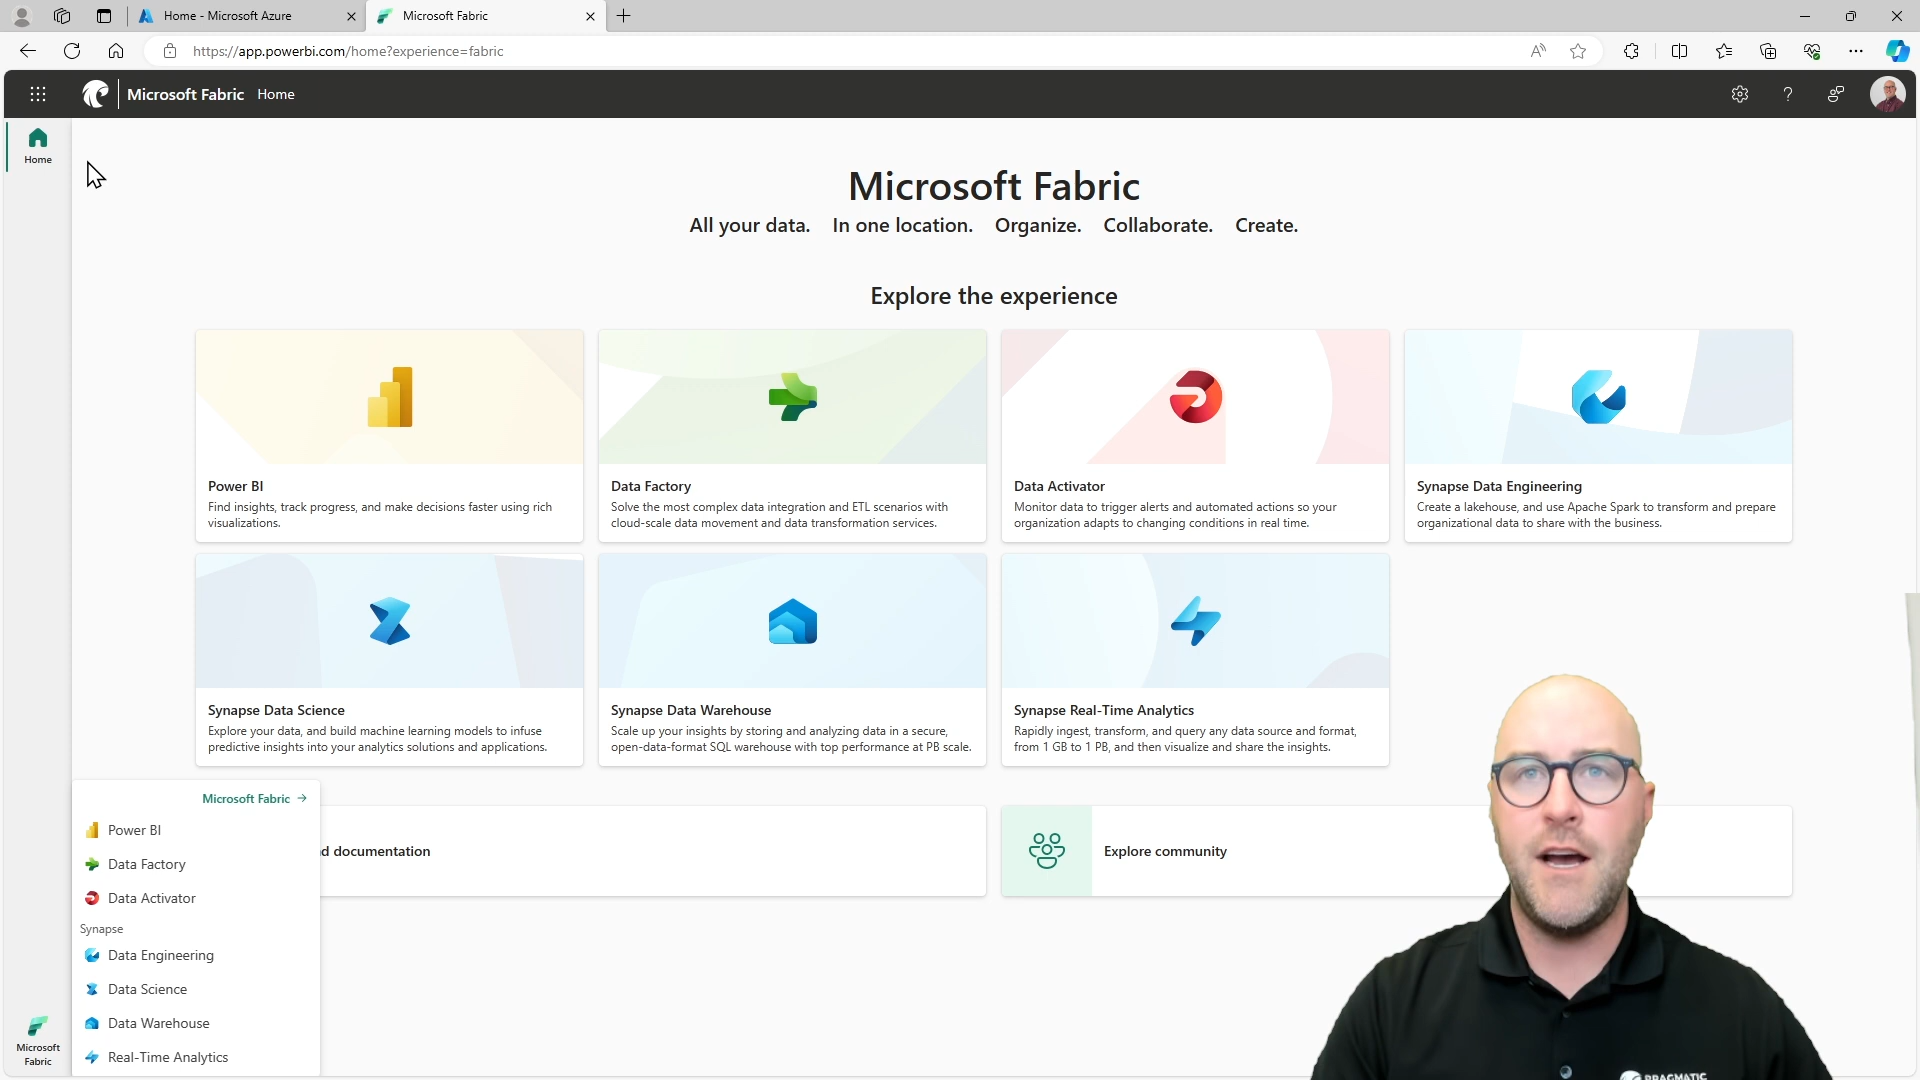 Home - Microsoft Azure
Microsoft Fabric
https://app.powerbi.com/home?experience=fabric
Microsoft Fabric Home
Home
Microsoft Fabric
All your data. In one location. Organize. Collaborate. Create.
Explore the experience
Power BI
Find insights, track progress, and make decisions faster using rich
visualizations.
Data Factory
Solve the most complex data integration and ETL scenarios with
cloud-scale data movement and data transformation services.
Data Activator
Monitor data to trigger alerts and automated actions so your
organization adapts to changing conditions in real time.
Synapse Data Engineering
Create a lakehouse, and use Apache Spark to transform and prepare
organizational data to share with the business.
Synapse Data Science
Explore your data, and build machine learning models to infuse
predictive insights into your analytics solutions and applications.
Synapse Data Warehouse
Scale up your insights by storing and analyzing data in a secure,
open-data-format SQL warehouse with top performance at PB scale.
Synapse Real-Time Analytics
Rapidly ingest, transform, and query any data source and format,
from 1 GB to 1 PB, and then visualize and share the insights.
Microsoft Fabric
Power BI
Data Factory
Data Activator
Synapse
Data Engineering
Data Science
Data Warehouse
Real-Time Analytics
d documentation
Explore community
Microsoft
Fabric
PRAGMATIC